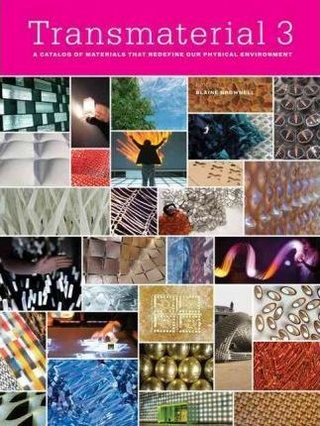 Transmaterial 3
A CATALOG OF MATERIALS THAT REDEFINE OUR PHYSICAL ENVIRONMENT
BLAINE BROWNELL